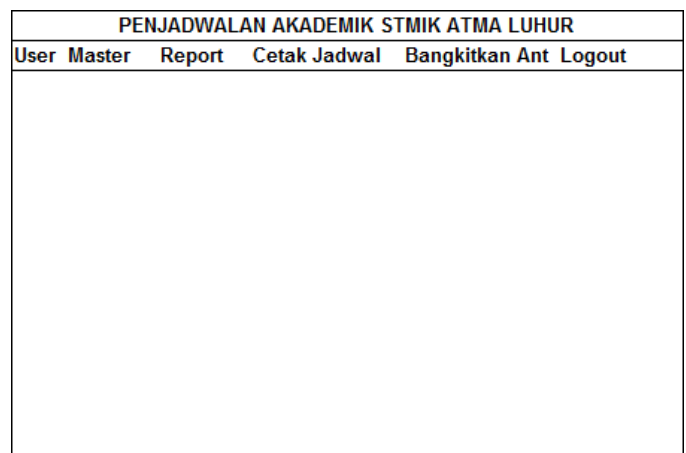 PENJADWALAN AKADEMIK STMIK ATMA LUHUR
User Master Report Cetak Jadwal Bangkitkan Ant Logout